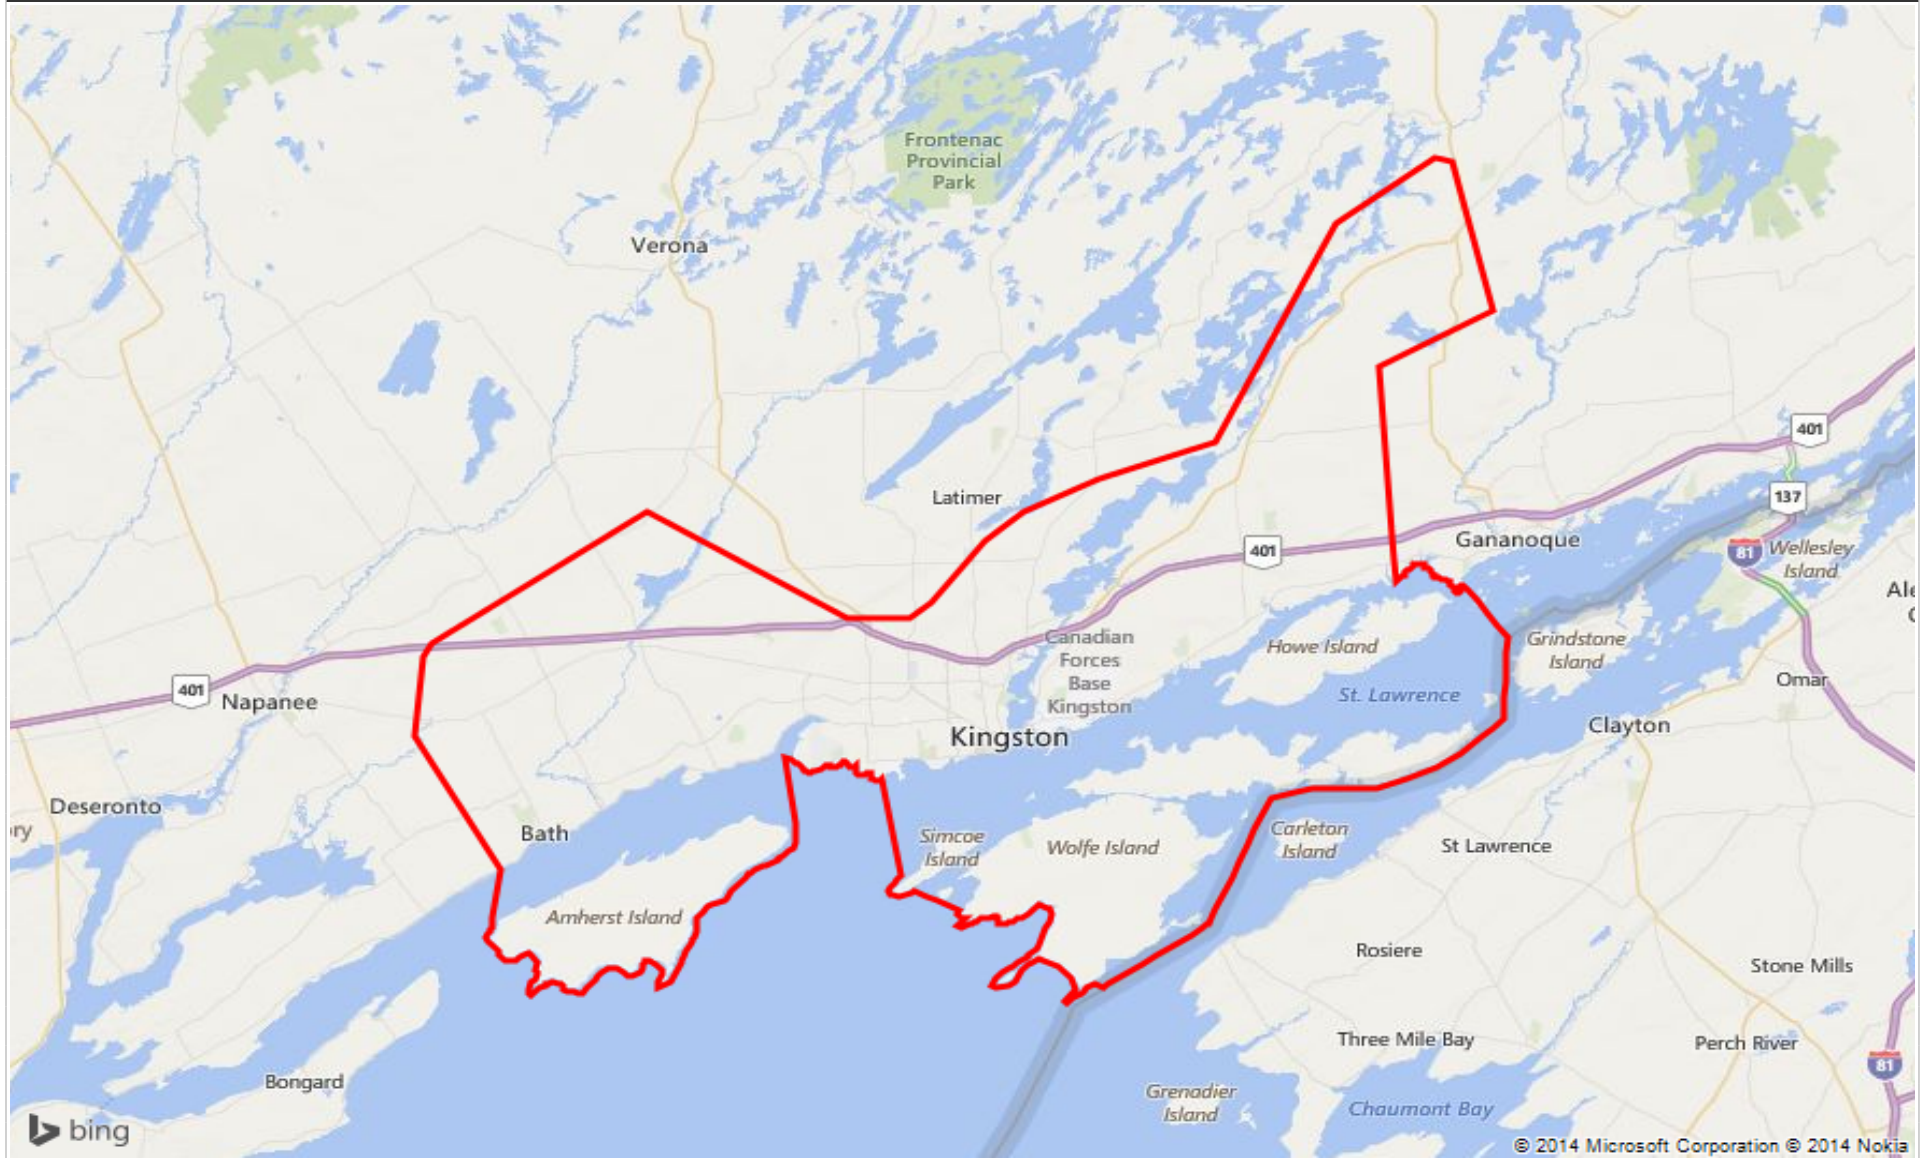 Frontenac
Provincial
Park
Verona
401
Latimer
137
401
Gananoque
81
Wellesley
Island
Ale
Canadian
Forces
Base
Kingston
Howe Island
Grindstone
Island
401
Napanee
St. Lawrence
Omar
Clayton
Kingston
Deseronto
ry
Bath
Simcoe
Island
Wolfe Island
Carleton
Island
St Lawrence
Amherst Island
Rosiere
Stone Mills
Three Mile Bay
Perch River
81
Bongard
Grenadier
Island
Chaumont Bay
bing
© 2014 Microsoft Corporation © 2014 Nokia